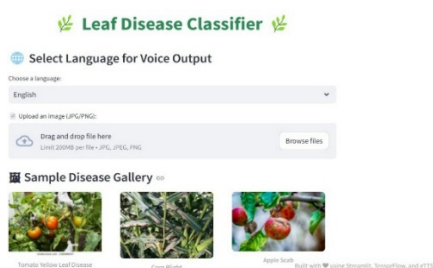 🌿 Leaf Disease Classifier 🌿
🌐 Select Language for Voice Output
Choose a language:
English
Upload an image (JPG/PNG):
Drag and drop file here
Limit 200MB per file • JPG, JPEG, PNG
Browse files
🖼 Sample Disease Gallery
Tomato Yellow Leaf Disease
Corn Blight
Apple Scab
Built with ❤ using Streamlit, TensorFlow, and gTTS